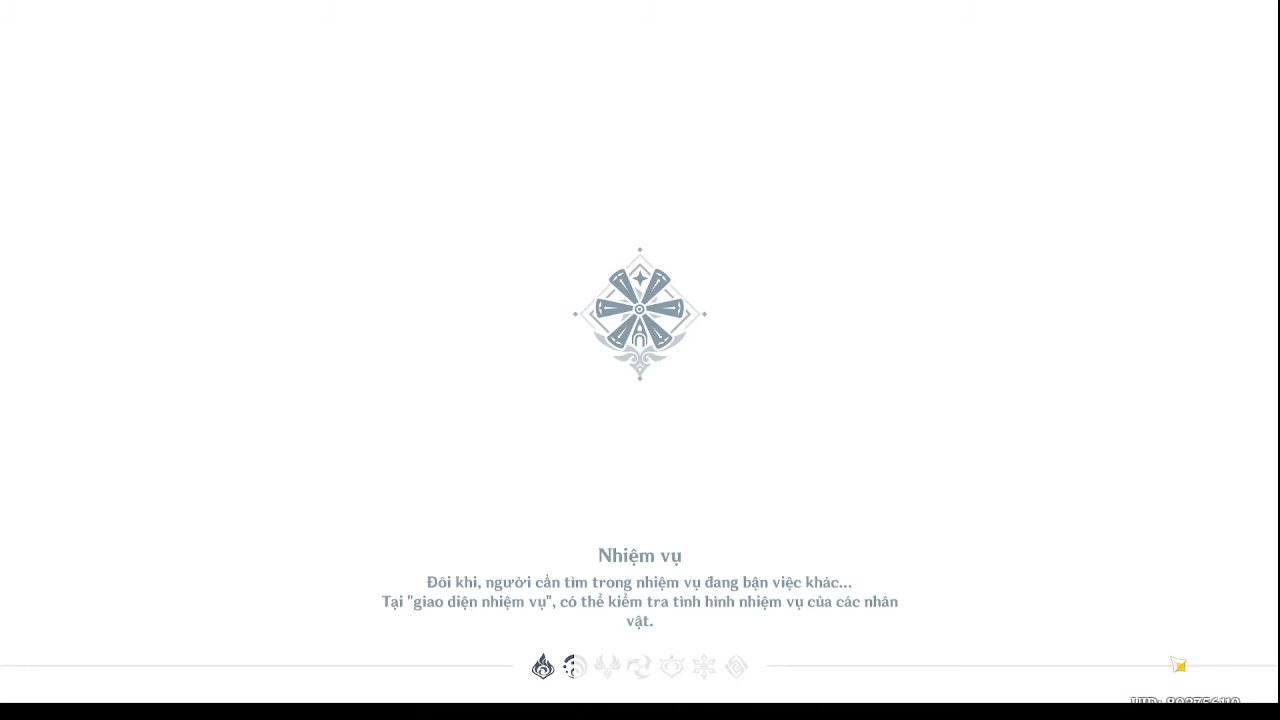 Nhiệm vụ
Đôi khi, người cần tìm trong nhiệm vụ đang bận việc khác...
Tại "giao diện nhiệm vụ", có thể kiểm tra tình hình nhiệm vụ của các nhân
vật.
UID: